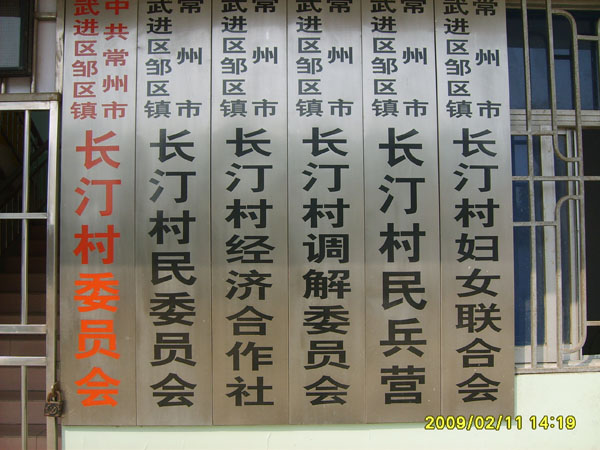 中共常州市
武进区邹区镇
长汀村委员会
常州市
武进区邹区镇
长汀村民委员会
常州市
武进区邹区镇
长汀村经济合作社
常州市
武进区邹区镇
长汀村调解委员会
常州市
武进区邹区镇
长汀村民兵营
常州市
武进区邹区镇
长汀村妇女联合会
2009/02/11 14:19